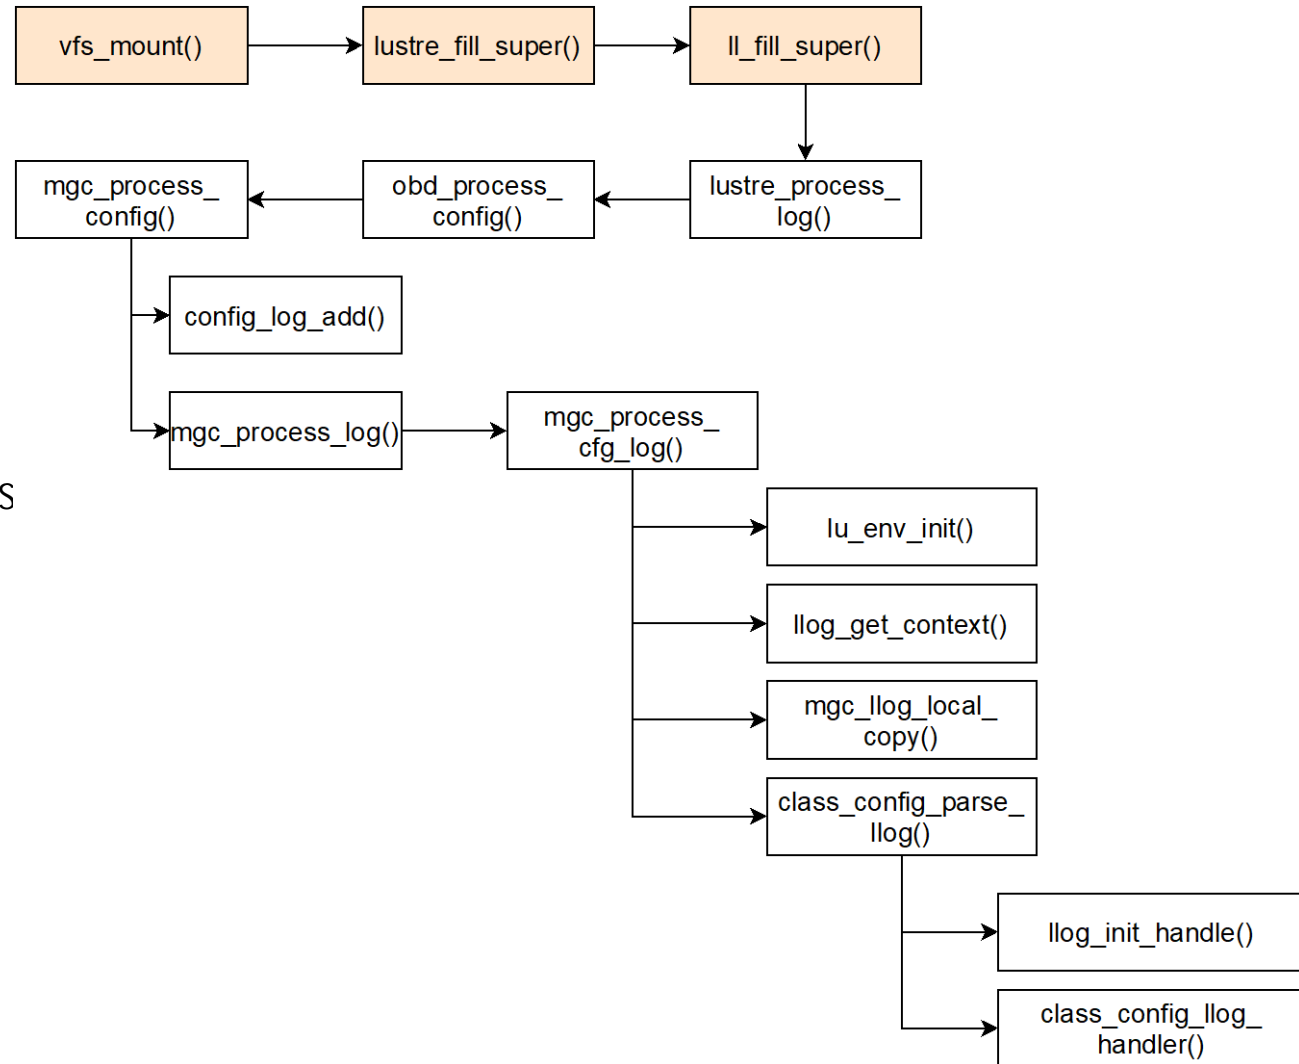 vfs_mount()
lustre_fill_super()
ll_fill_super()
mgc_process_
config()
obd_process_
config()
lustre_process_
log()
config_log_add()
mgc_process_log()
mgc_process_
cfg_log()
s
lu_env_init()
llog_get_context()
mgc_llog_local_
copy()
class_config_parse_
llog()
llog_init_handle()
class_config_llog_
handler()